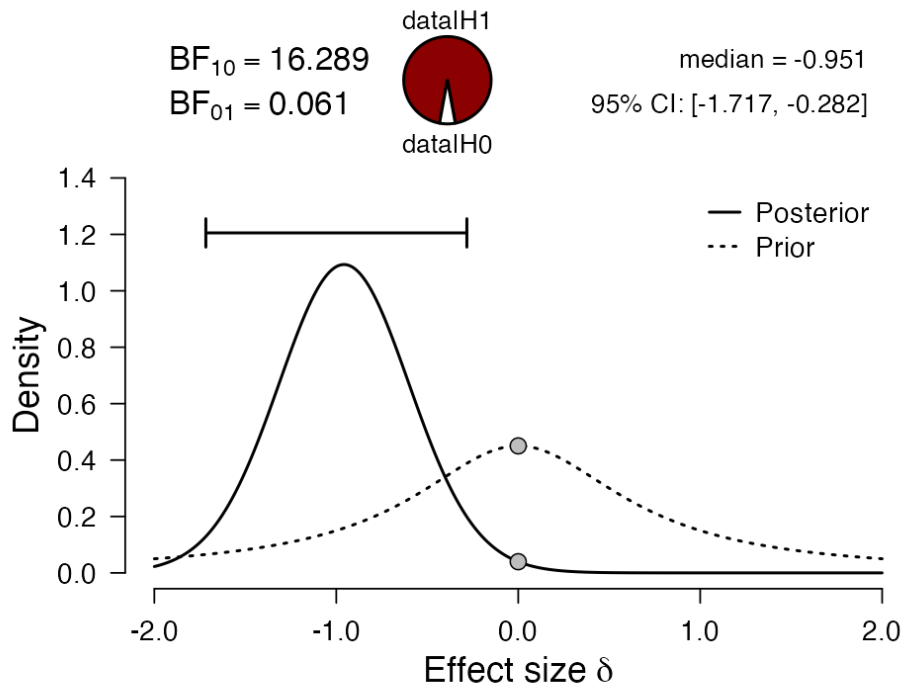 data|H1
BF₁₀ = 16.289
BF₀₁ = 0.061
data|H0
median = -0.951
95% CI: [-1.717, -0.282]
Posterior
Prior
Density
1.4
1.2
1.0
0.8
0.6
0.4
0.2
0.0
-2.0 -1.0 0.0 1.0 2.0
Effect size δ